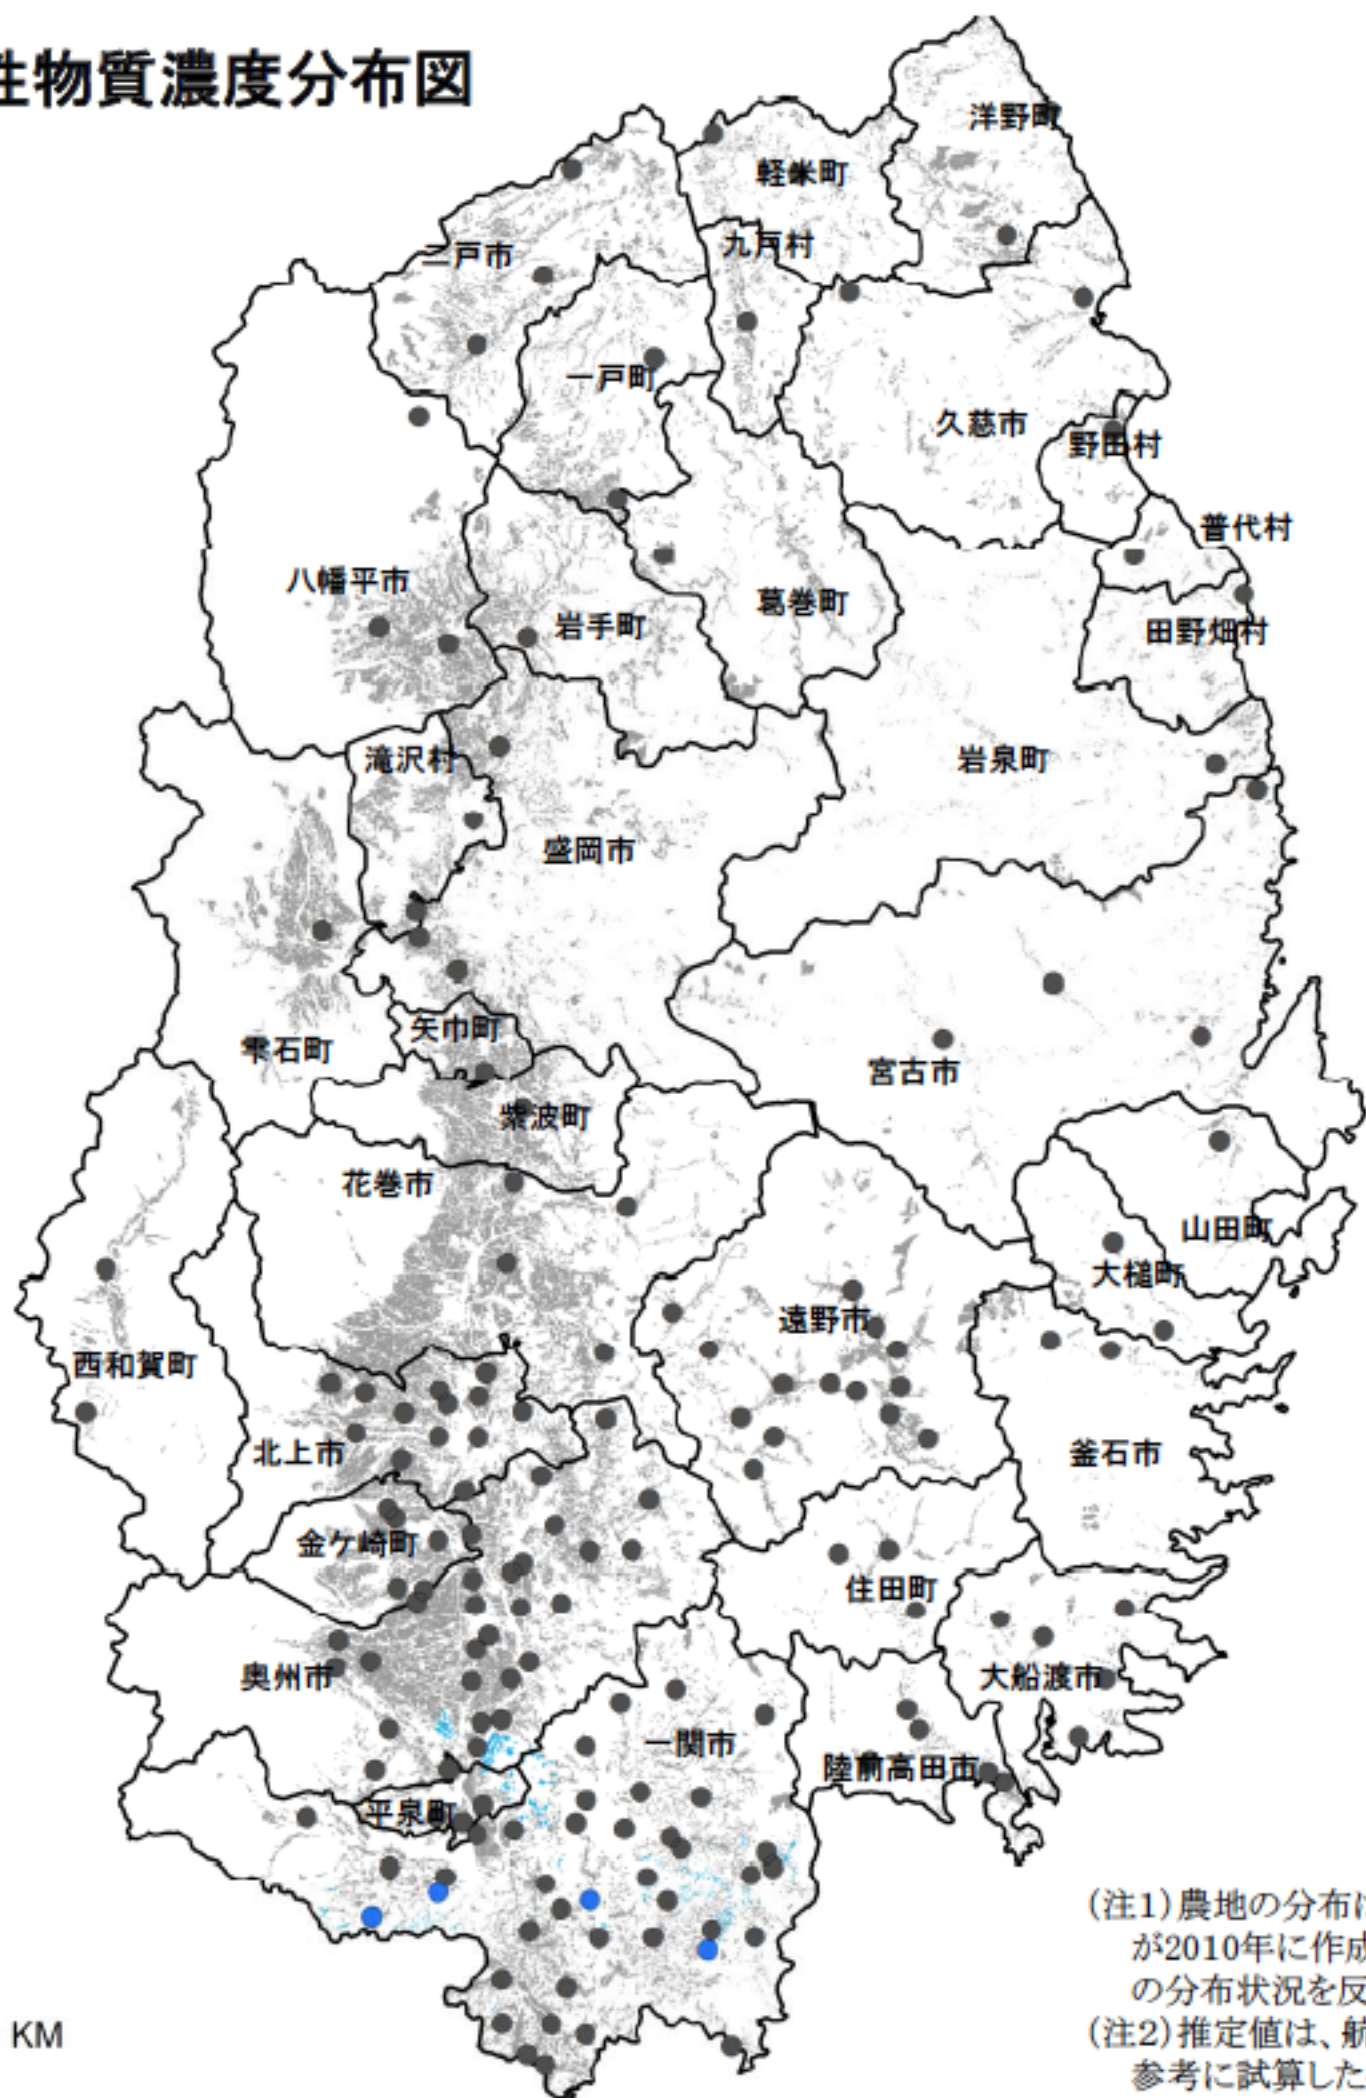 性物質濃度分布図
洋野町
軽米町
九戸村
二戸市
一戸町
久慈市
野田村
普代村
八幡平市
葛巻町
岩手町
田野畑村
滝沢村
岩泉町
盛岡市
矢巾町
雫石町
宮古市
紫波町
花巻市
山田町
大槌町
遠野市
西和賀町
北上市
釜石市
金ケ崎町
住田町
奥州市
大船渡市
一関市
陸前高田市
平泉町
(注1)農地の分布は
が2010年に作成
の分布状況を反
(注2)推定値は、航
参考に試算した
KM